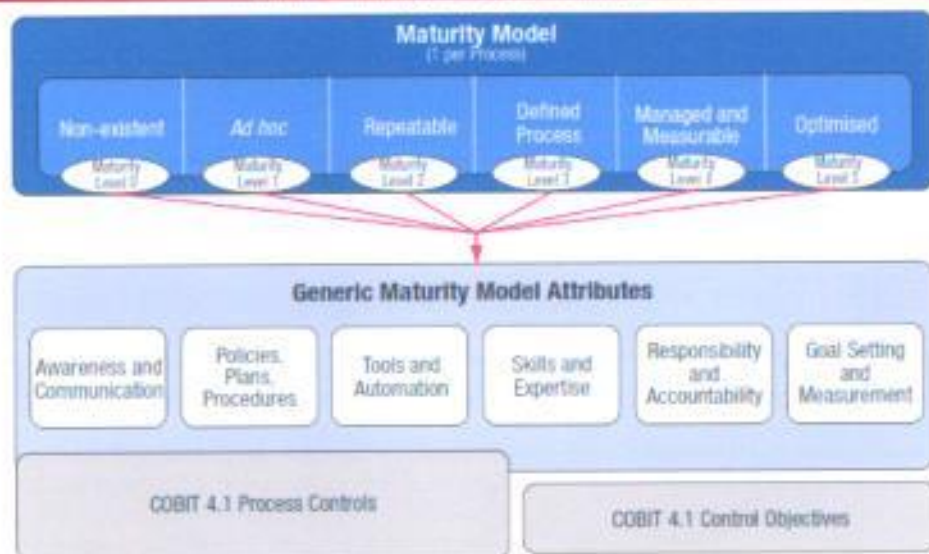 Maturity Model
(1 per Process)
Non-existent
Ad hoc
Repeatable
Defined
Process
Managed and
Measurable
Optimised
Maturity
Level 0
Maturity
Level 1
Maturity
Level 2
Maturity
Level 3
Maturity
Level 4
Maturity
Level 5
Generic Maturity Model Attributes
Awareness and
Communication
Policies,
Plans,
Procedures
Tools and
Automation
Skills and
Expertise
Responsibility
and
Accountability
Goal Setting
and
Measurement
COBIT 4.1 Process Controls
COBIT 4.1 Control Objectives